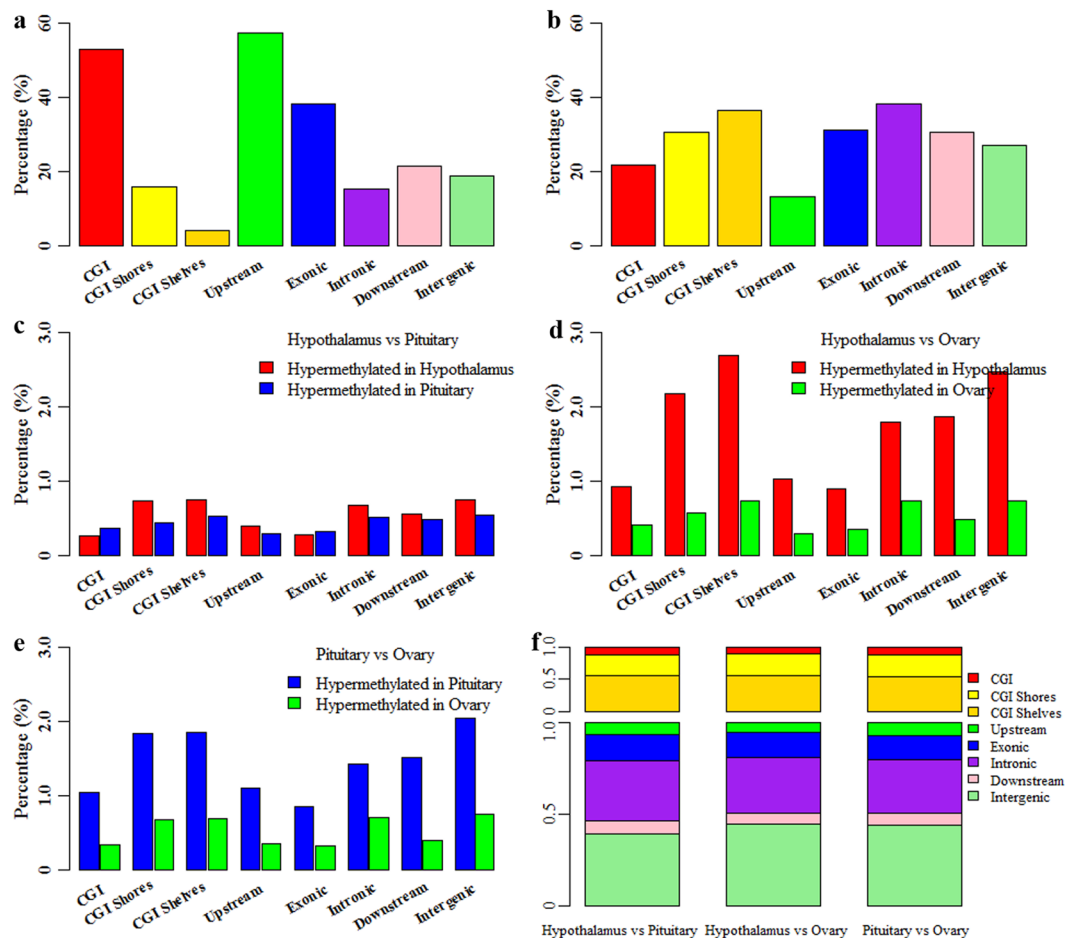 a
Percentage (%)
60
40
20
0
CGI
CGI Shores
CGI Shelves
Upstream
Exonic
Intronic
Downstream
Intergenic
b
Percentage (%)
60
40
20
0
CGI
CGI Shores
CGI Shelves
Upstream
Exonic
Intronic
Downstream
Intergenic
c
Percentage (%)
3.0
2.0
1.0
0
Hypothalamus vs Pituitary
Hypermethylated in Hypothalamus
Hypermethylated in Pituitary
CGI
CGI Shores
CGI Shelves
Upstream
Exonic
Intronic
Downstream
Intergenic
d
Percentage (%)
3.0
2.0
1.0
0
Hypothalamus vs Ovary
Hypermethylated in Hypothalamus
Hypermethylated in Ovary
CGI
CGI Shores
CGI Shelves
Upstream
Exonic
Intronic
Downstream
Intergenic
e
Percentage (%)
3.0
2.0
1.0
0
Pituitary vs Ovary
Hypermethylated in Pituitary
Hypermethylated in Ovary
CGI
CGI Shores
CGI Shelves
Upstream
Exonic
Intronic
Downstream
Intergenic
f
1.0
0.5
0
0.5
0
CGI
CGI Shores
CGI Shelves
Upstream
Exonic
Intronic
Downstream
Intergenic
Hypothalamus vs Pituitary
Hypothalamus vs Ovary
Pituitary vs Ovary